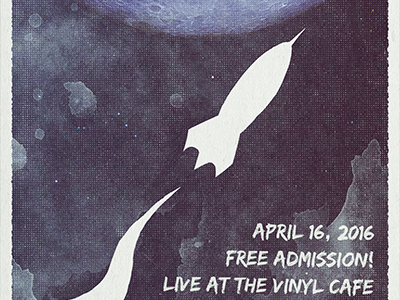 APRIL 16, 2016
FREE ADMISSION!
LIVE AT THE VINYL CAFE